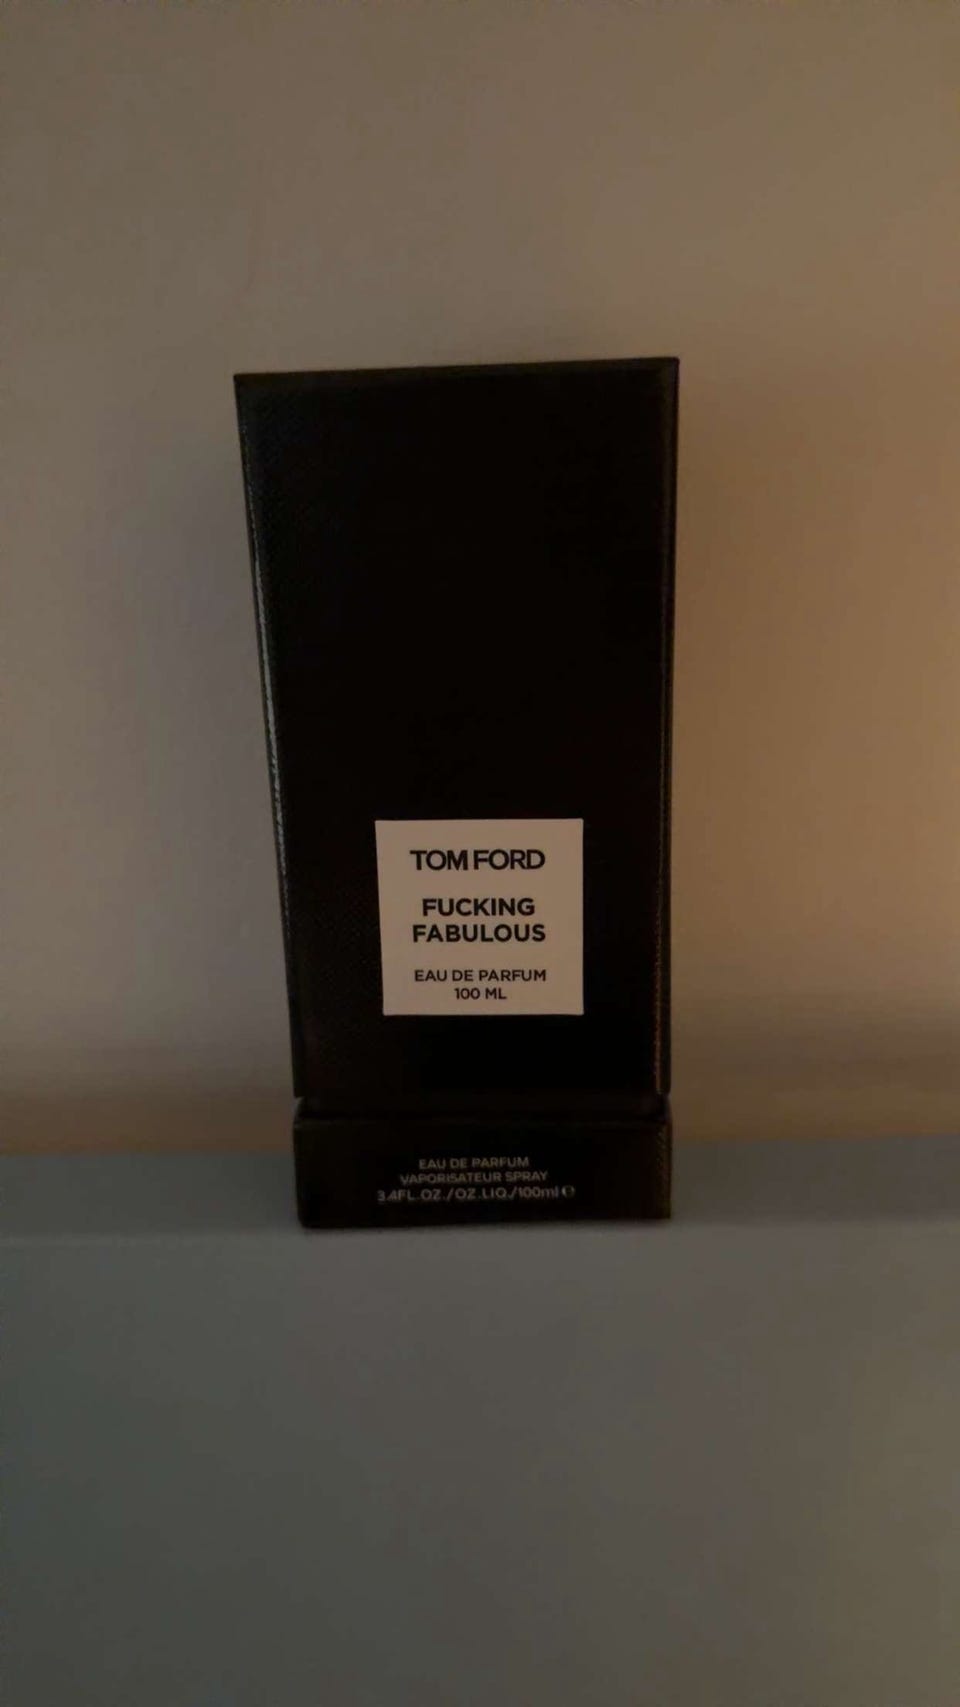 TOM FORD
FUCKING
FABULOUS
EAU DE PARFUM
100 ML
EAU DE PARFUM
VAPORISATEUR SPRAY
3.4FL.OZ./OZ.LIQ./100ml ℮